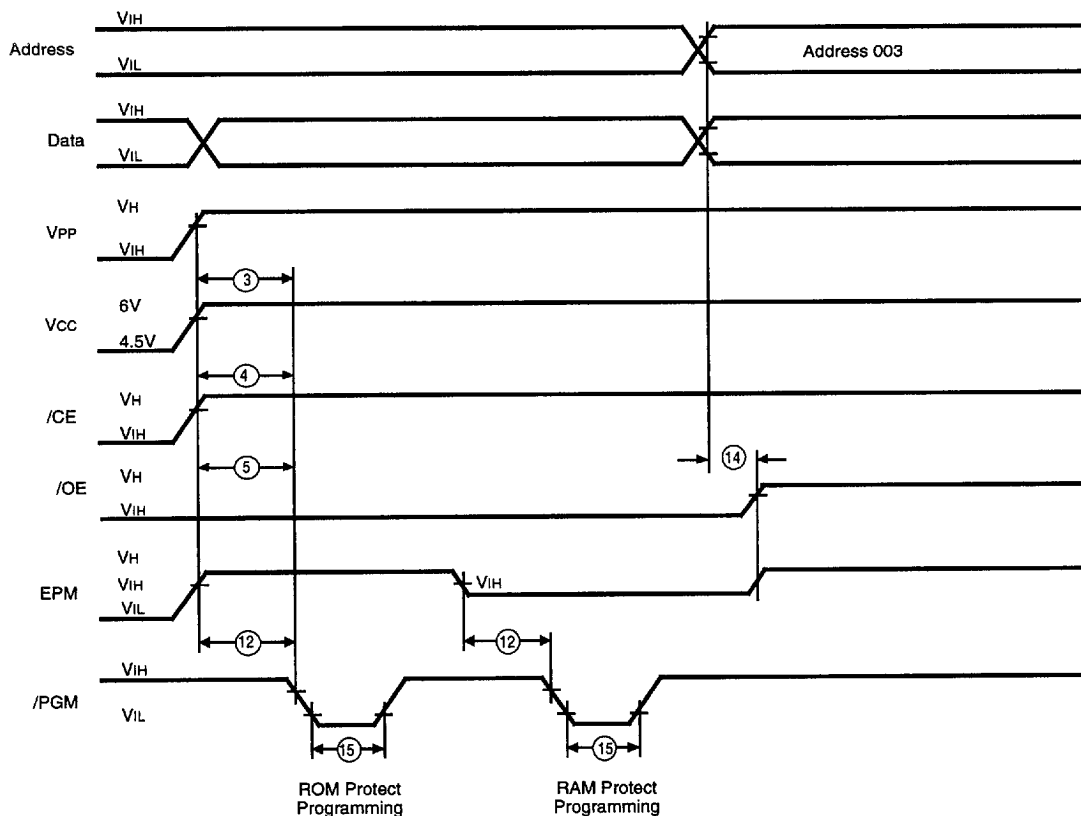 Address
VIH
VIL
Address 003
Data
VIH
VIL
VPP
VH
VIH
3
VCC
6V
4.5V
4
/CE
VH
VIH
5
14
/OE
VH
VIH
EPM
VH
VIH
VIL
VIH
12
12
/PGM
VIH
VIL
15
15
ROM Protect
Programming
RAM Protect
Programming